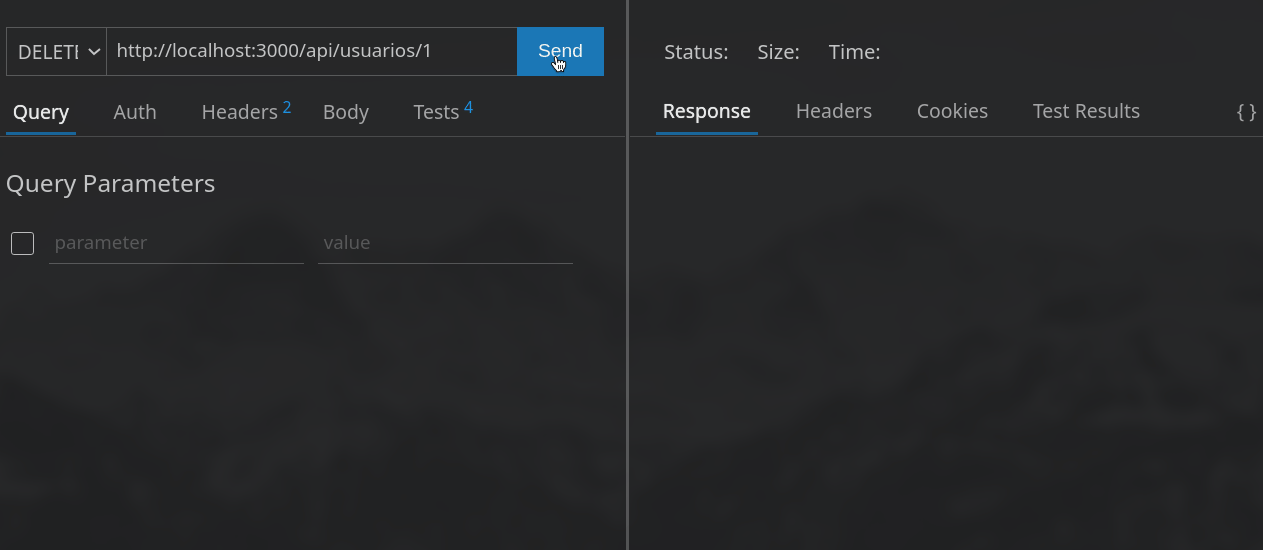 DELETE http://localhost:3000/api/usuarios/1 Send
Query Auth Headers 2 Body Tests 4
Query Parameters
parameter value
Status: Size: Time:
Response Headers Cookies Test Results { }